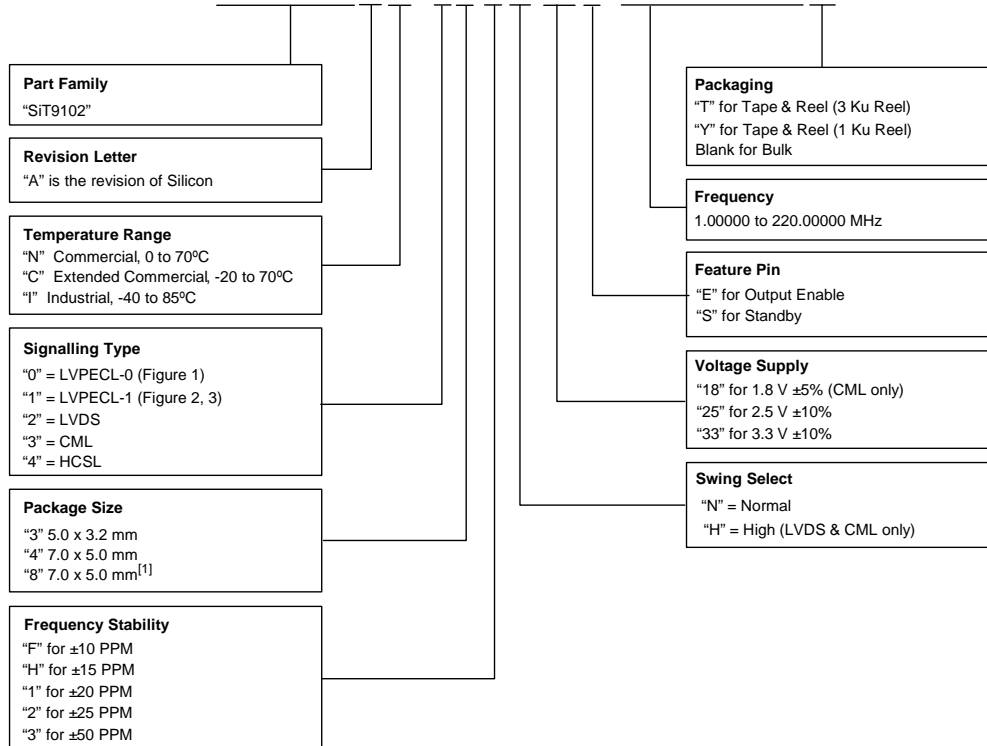 Part Family
“SiT9102”
Revision Letter
“A” is the revision of Silicon
Temperature Range
“N” Commercial, 0 to 70ºC
“C” Extended Commercial, -20 to 70ºC
“I” Industrial, -40 to 85ºC
Signalling Type
“0” = LVPECL-0 (Figure 1)
“1” = LVPECL-1 (Figure 2, 3)
“2” = LVDS
“3” = CML
“4” = HCSL
Package Size
“3” 5.0 x 3.2 mm
“4” 7.0 x 5.0 mm
“8” 7.0 x 5.0 mm[1]
Frequency Stability
“F” for ±10 PPM
“H” for ±15 PPM
“1” for ±20 PPM
“2” for ±25 PPM
“3” for ±50 PPM
Packaging
“T” for Tape & Reel (3 Ku Reel)
“Y” for Tape & Reel (1 Ku Reel)
Blank for Bulk
Frequency
1.00000 to 220.00000 MHz
Feature Pin
“E” for Output Enable
“S” for Standby
Voltage Supply
“18” for 1.8 V ±5% (CML only)
“25” for 2.5 V ±10%
“33” for 3.3 V ±10%
Swing Select
“N” = Normal
“H” = High (LVDS & CML only)